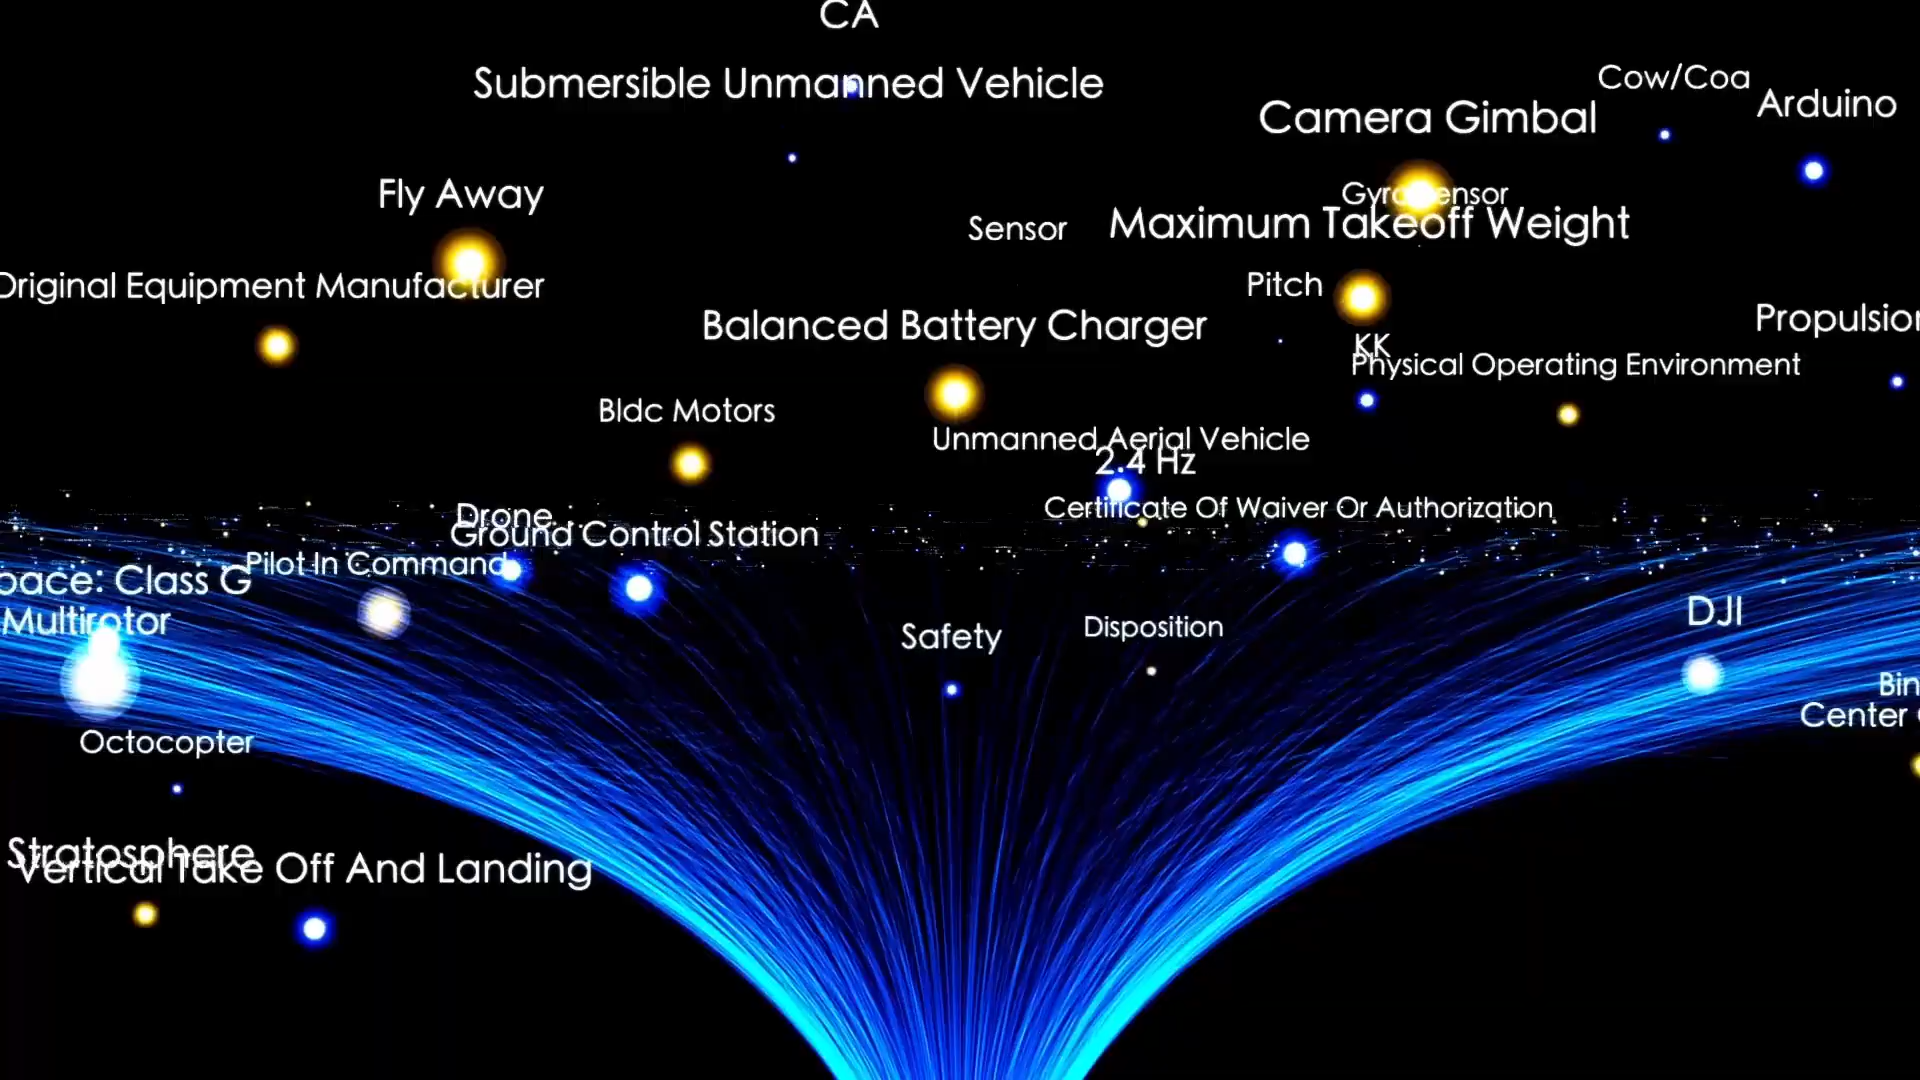 CA
Submersible Unmanned Vehicle
Cow/Coa
Arduino
Camera Gimbal
Fly Away
Gyro Sensor
Sensor
Maximum Takeoff Weight
Original Equipment Manufacturer
Pitch
Balanced Battery Charger
Propulsion
KK
Physical Operating Environment
Bldc Motors
Unmanned Aerial Vehicle
2.4 Hz
Certificate Of Waiver Or Authorization
Drone
Ground Control Station
Pilot In Command
pace: Class G
Multirotor
DJI
Safety
Disposition
Bin
Center
Octocopter
Stratosphere
Vertical Take Off And Landing